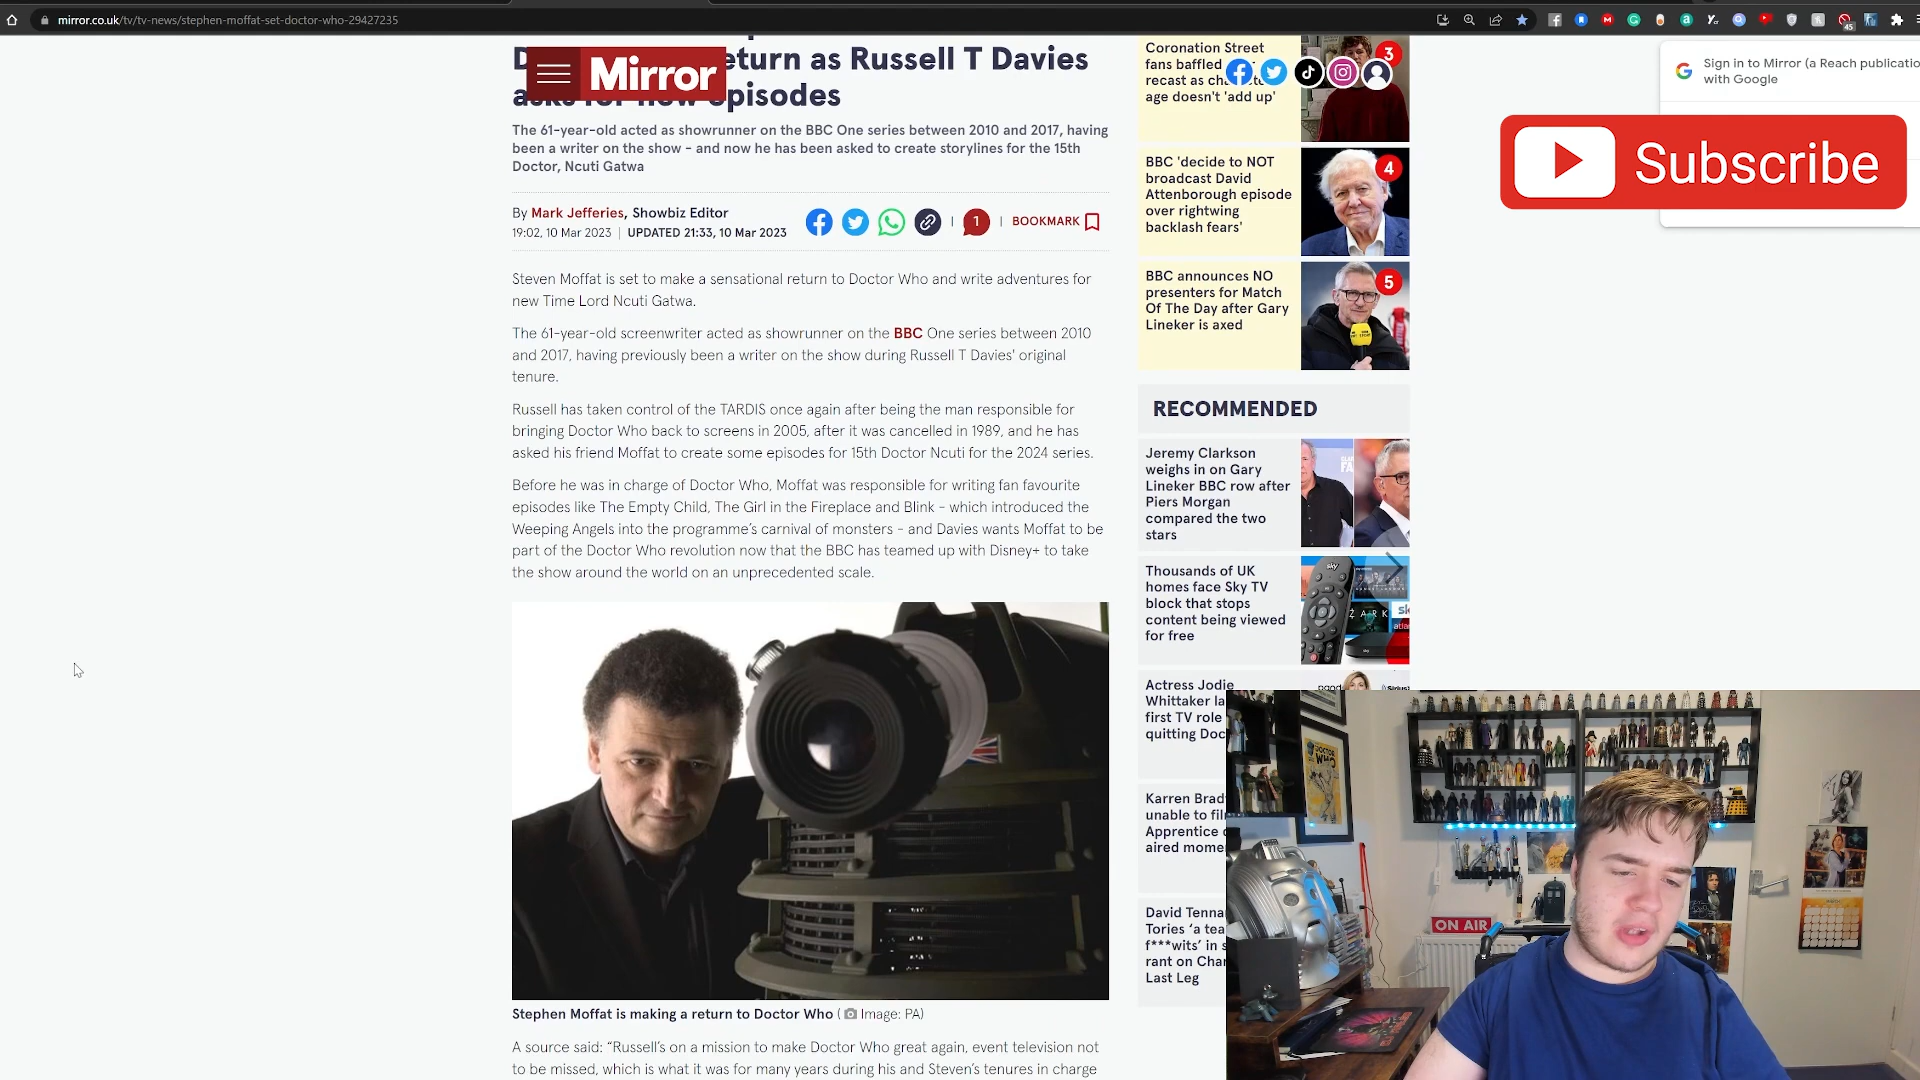 mirror.co.uk/tv/tv-news/stephen-moffat-set-doctor-who-29427235
45
Mirror
eturn as Russell T Davies
episodes
The 61-year-old acted as showrunner on the BBC One series between 2010 and 2017, having
been a writer on the show - and now he has been asked to create storylines for the 15th
Doctor, Ncuti Gatwa
By Mark Jefferies, Showbiz Editor
19:02, 10 Mar 2023 | UPDATED 21:33, 10 Mar 2023
1
BOOKMARK
Steven Moffat is set to make a sensational return to Doctor Who and write adventures for
new Time Lord Ncuti Gatwa.
The 61-year-old screenwriter acted as showrunner on the BBC One series between 2010
and 2017, having previously been a writer on the show during Russell T Davies' original
tenure.
Russell has taken control of the TARDIS once again after being the man responsible for
bringing Doctor Who back to screens in 2005, after it was cancelled in 1989, and he has
asked his friend Moffat to create some episodes for 15th Doctor Ncuti for the 2024 series.
Before he was in charge of Doctor Who, Moffat was responsible for writing fan favourite
episodes like The Empty Child, The Girl in the Fireplace and Blink - which introduced the
Weeping Angels into the programme's carnival of monsters - and Davies wants Moffat to be
part of the Doctor Who revolution now that the BBC has teamed up with Disney+ to take
the show around the world on an unprecedented scale.
Stephen Moffat is making a return to Doctor Who ( Image: PA)
A source said: "Russell's on a mission to make Doctor Who great again, event television not
to be missed, which is what it was for many years during his and Steven's tenures in charge
Coronation Street
fans baffled
recast as
age doesn't 'add up'
3
BBC 'decide to NOT
broadcast David
Attenborough episode
over rightwing
backlash fears'
4
BBC announces NO
presenters for Match
Of The Day after Gary
Lineker is axed
5
RECOMMENDED
Jeremy Clarkson
weighs in on Gary
Lineker BBC row after
Piers Morgan
compared the two
stars
Thousands of UK
homes face Sky TV
block that stops
content being viewed
for free
sky
Actress Jodie
Whittaker la
first TV role
quitting Doc
Karren Brad
unable to fil
Apprentice
aired mome
David Tenna
Tories 'a tea
f***wits' in s
rant on Cha
Last Leg
Sign in to Mirror (a Reach publicatio
with Google
Subscribe
DOCTOR WHO
ON AIR